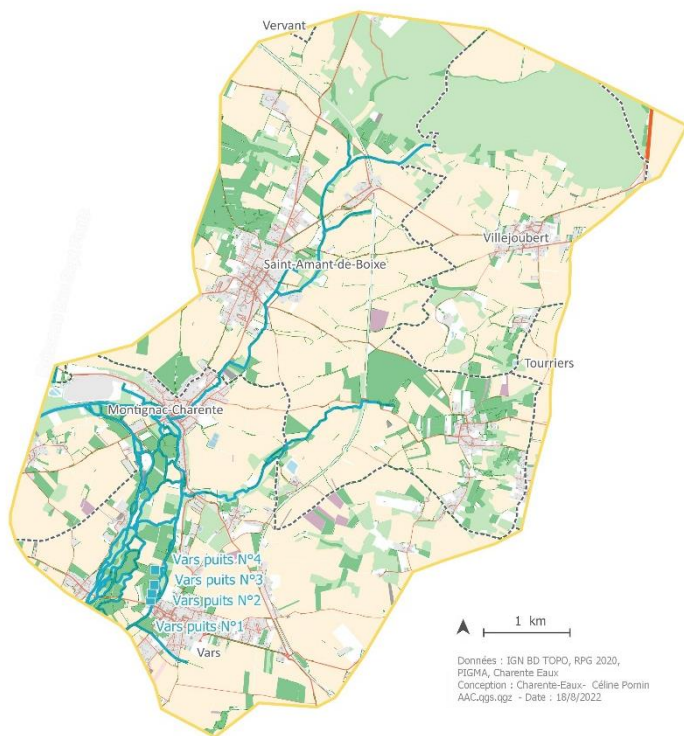 Vervant
Villejoubert
Saint-Amant-de-Boixe
Tourriers
Montignac-Charente
Vars puits N°4
Vars puits N°3
Vars puits N°2
Vars puits N°1
Vars
1 km
Données : IGN BD TOPO, RPG 2020,
PIGMA, Charente Eaux
Conception : Charente-Eaux- Céline Pornin
AAC.qgs.qgz - Date : 18/8/2022